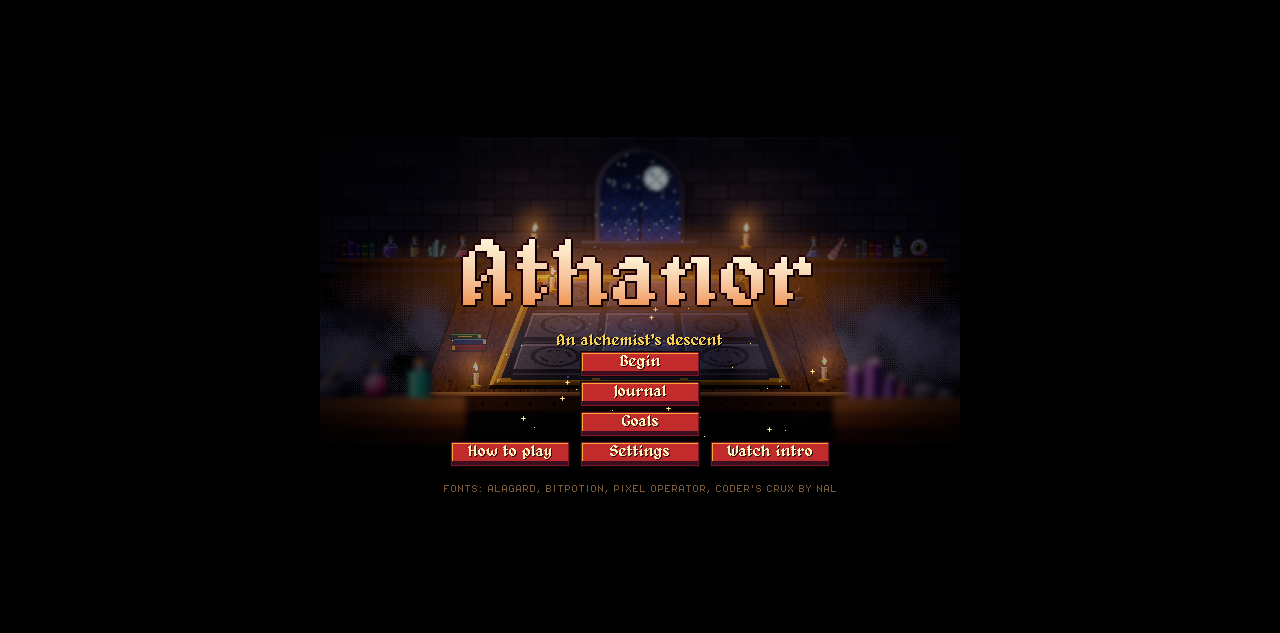 Athanor
An alchemist's descent
Begin
Journal
Goals
How to play
Settings
Watch intro
FONTS: ALAGARD, BITPOTION, PIXEL OPERATOR, CODER'S CRUX BY NAL